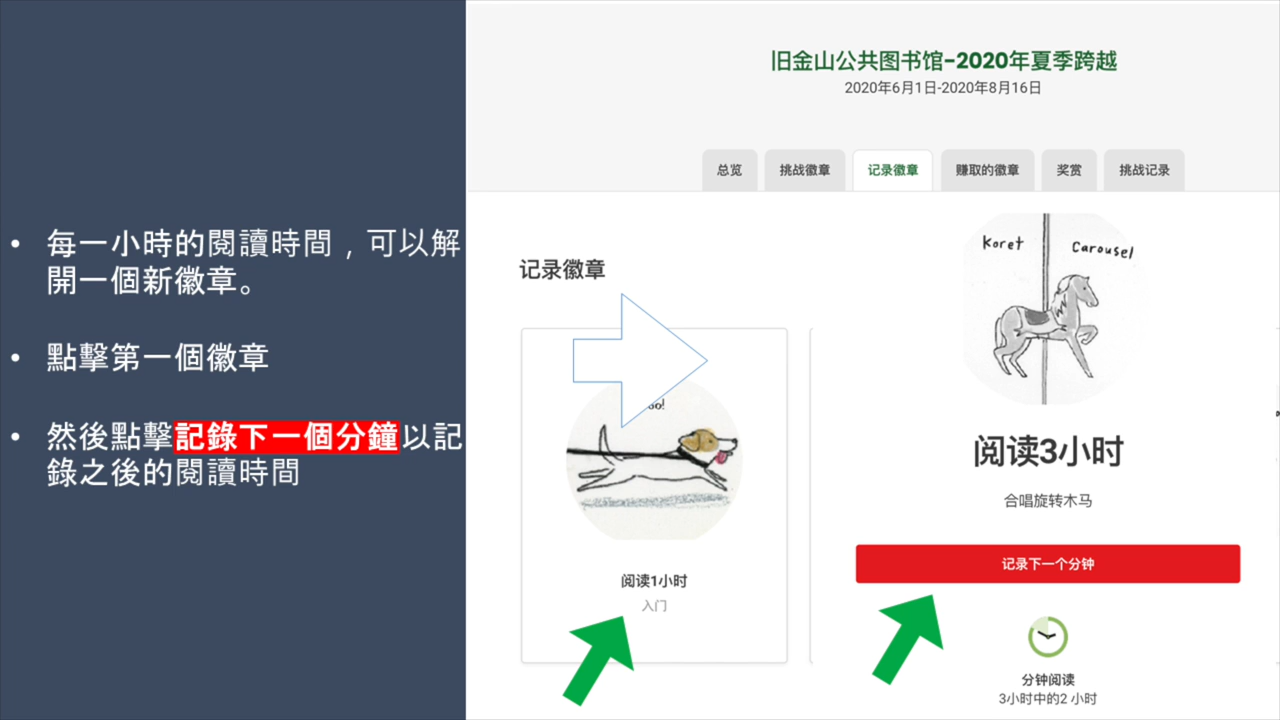 • 每一小時的閱讀時間，可以解
開一個新徽章。
• 點擊第一個徽章
• 然後點擊記錄下一個分鐘以記
錄之後的閱讀時間
旧金山公共图书馆-2020年夏季跨越
2020年6月1日-2020年8月16日
总览 挑战徽章 记录徽章 赚取的徽章 奖赏 挑战记录
记录徽章
阅读1小时
入门
Koret Carousel
阅读3小时
合唱旋转木马
记录下一个分钟
分钟阅读
3小时中的2 小时